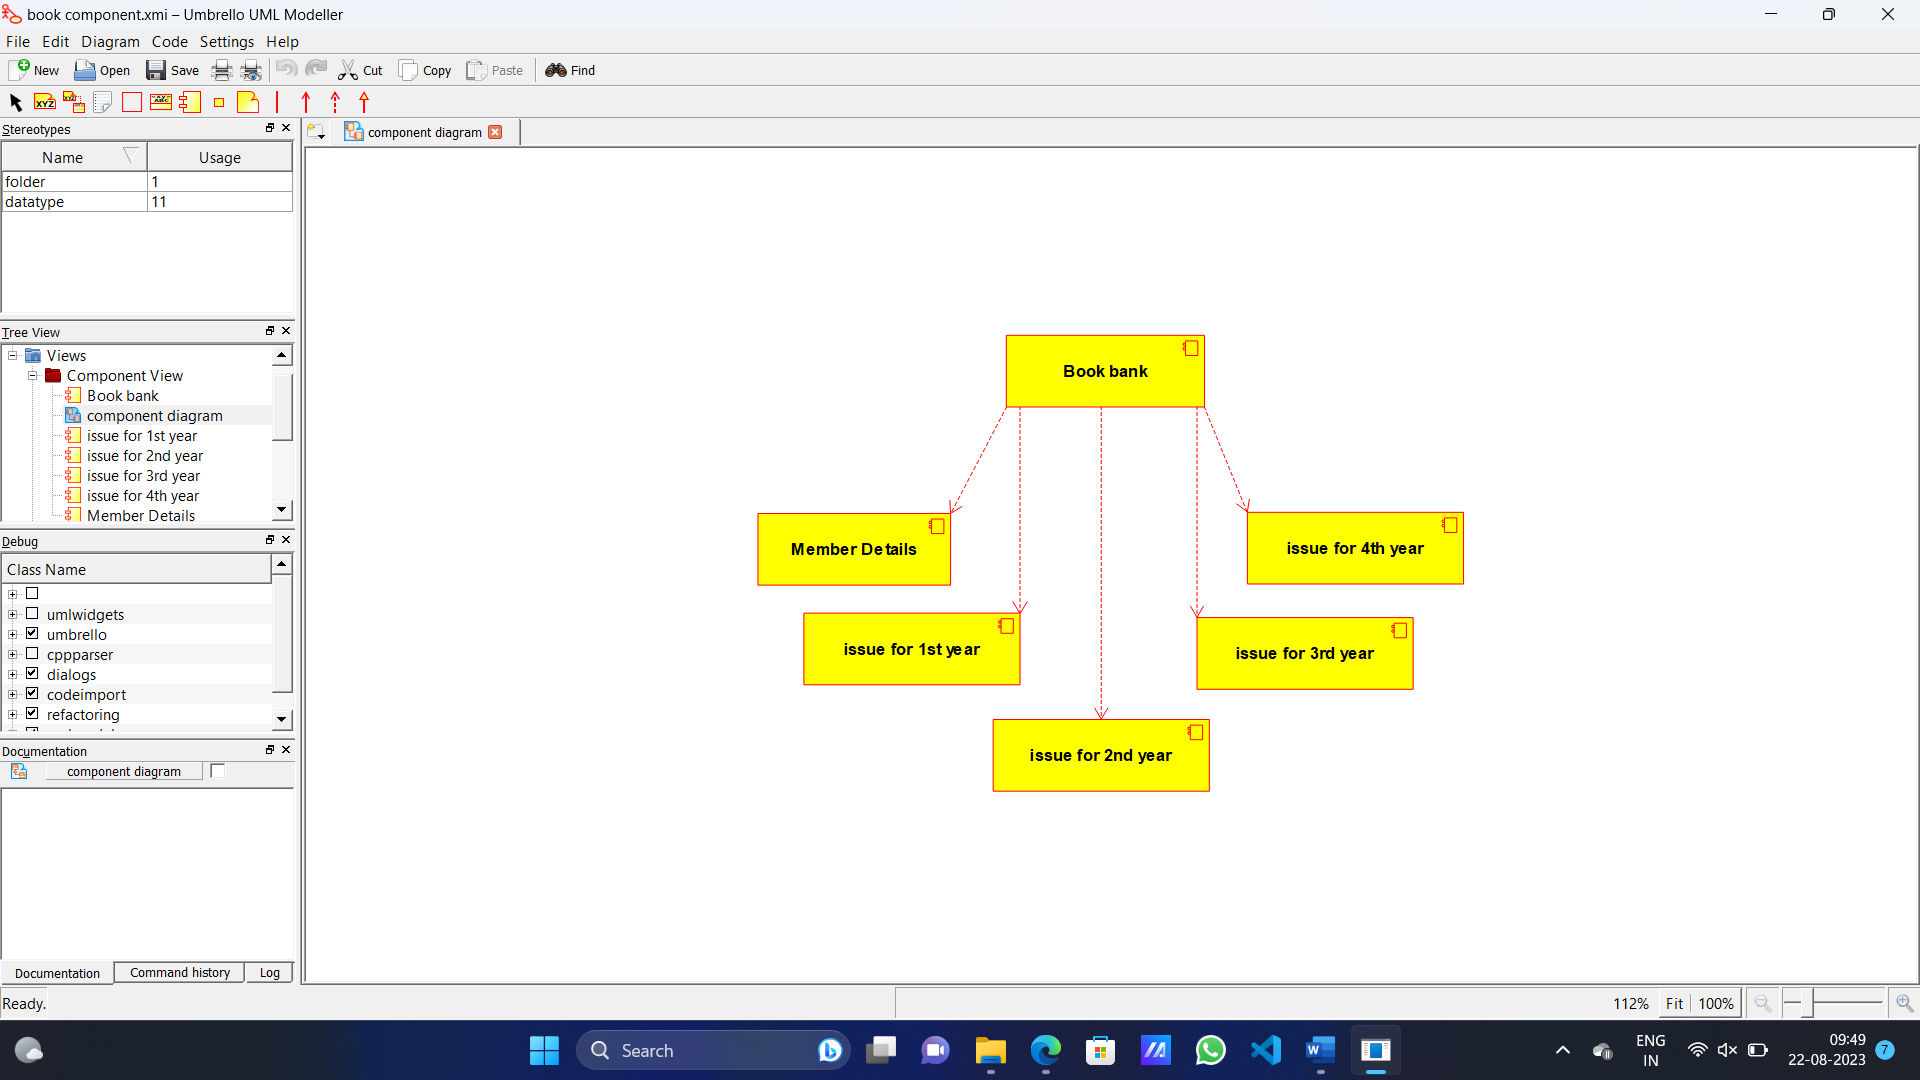 book component.xmi – Umbrello UML Modeller
File Edit Diagram Code Settings Help
New Open Save Cut Copy Paste Find
XYZ
ABC
Stereotypes
component diagram
Name Usage
folder 1
datatype 11
Tree View
Views
Component View
Book bank
component diagram
issue for 1st year
issue for 2nd year
issue for 3rd year
issue for 4th year
Member Details
Debug
Class Name
umlwidgets
umbrello
cppparser
dialogs
codeimport
refactoring
Documentation
component diagram
Documentation Command history Log
Book bank
Member Details
issue for 4th year
issue for 1st year
issue for 3rd year
issue for 2nd year
Ready.
112% Fit 100%
Search
ENG
IN
09:49
22-08-2023
7